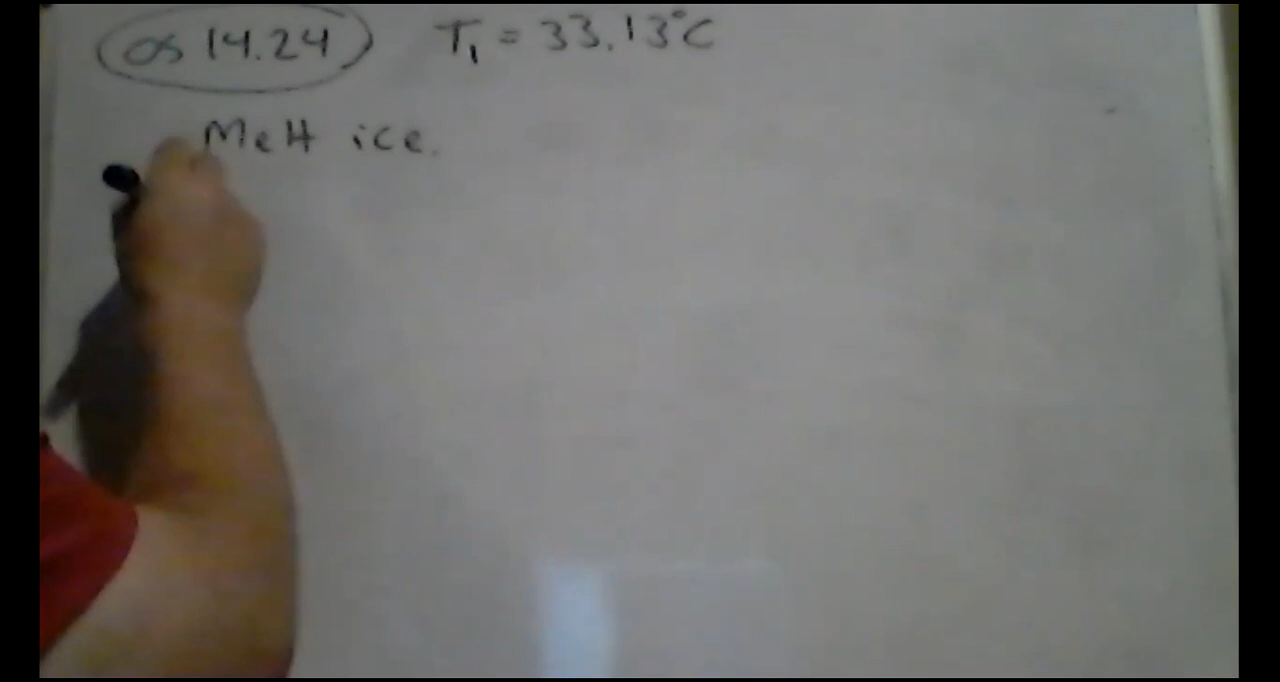 OS 14.24 T₁ = 33.13°C
Melt ice.